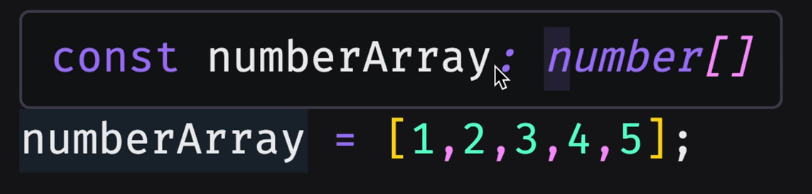 const numberArray: number[]
numberArray = [1,2,3,4,5];